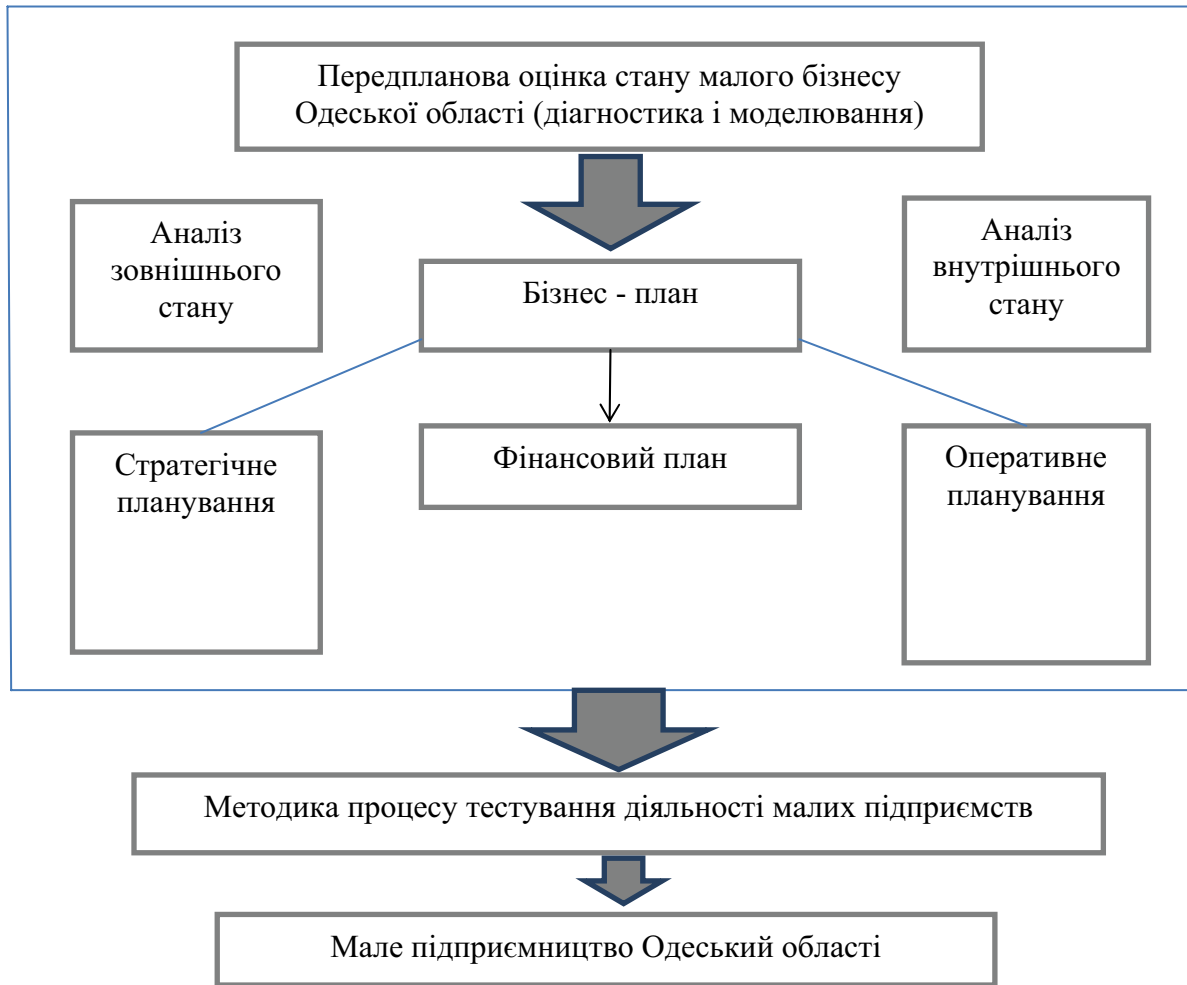 Передпланова оцінка стану малого бізнесу
Одеської області (діагностика і моделювання)
Аналіз
зовнішнього
стану
Аналіз
внутрішнього
стану
Бізнес - план
Стратегічне
планування
Фінансовий план
Оперативне
планування
Методика процесу тестування діяльності малих підприємств
Мале підприємництво Одеський області